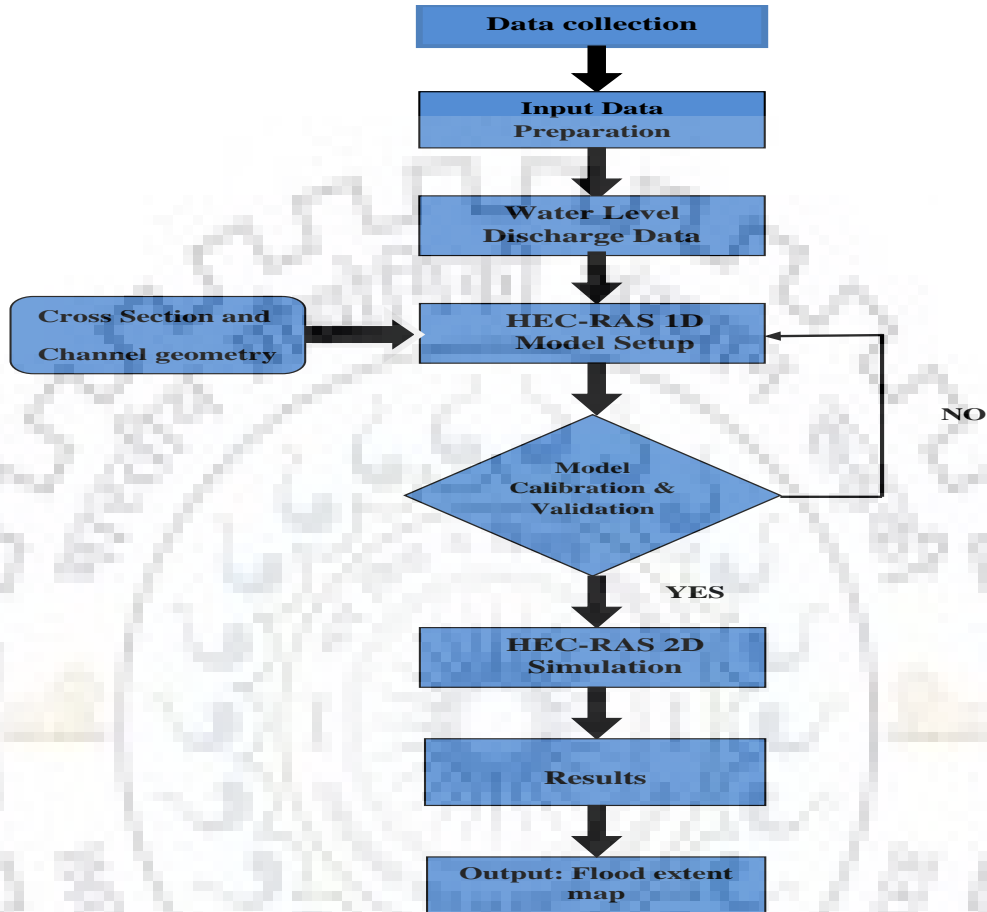 Data collection
Input Data
Preparation
Water Level
Discharge Data
Cross Section and
Channel geometry
HEC-RAS 1D
Model Setup
NO
Model
Calibration &
Validation
YES
HEC-RAS 2D
Simulation
Results
Output: Flood extent
map